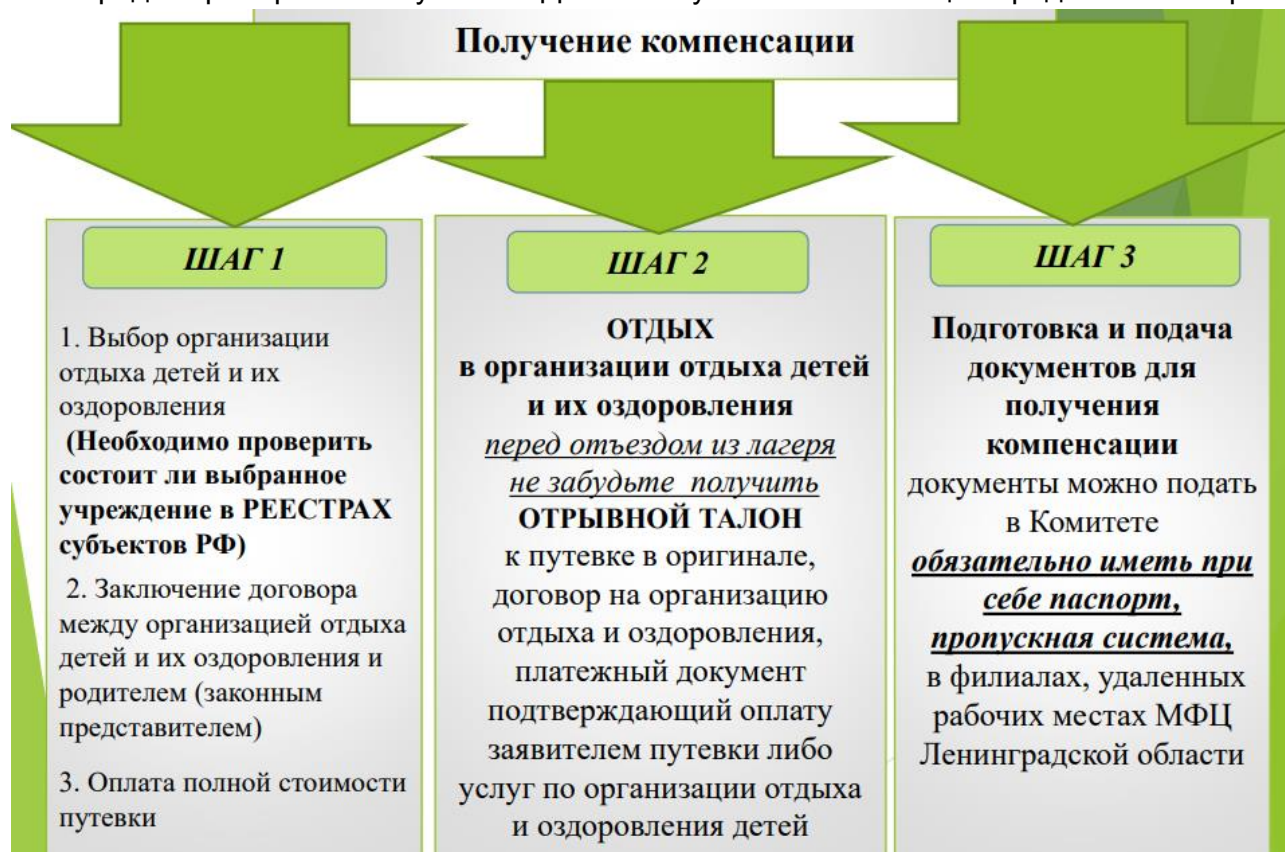 Получение компенсации
ШАГ 1
1. Выбор организации
отдыха детей и их
оздоровления
(Необходимо проверить
состоит ли выбранное
учреждение в РЕЕСТРАХ
субъектов РФ)
2. Заключение договора
между организацией отдыха
детей и их оздоровления и
родителем (законным
представителем)
3. Оплата полной стоимости
путевки
ШАГ 2
ОТДЫХ
в организации отдыха детей
и их оздоровления
перед отъездом из лагеря
не забудьте получить
ОТРЫВНОЙ ТАЛОН
к путевке в оригинале,
договор на организацию
отдыха и оздоровления,
платежный документ
подтверждающий оплату
заявителем путевки либо
услуг по организации отдыха
и оздоровления детей
ШАГ 3
Подготовка и подача
документов для
получения
компенсации
документы можно подать
в Комитете
обязательно иметь при
себе паспорт,
пропускная система,
в филиалах, удаленных
рабочих местах МФЦ
Ленинградской области